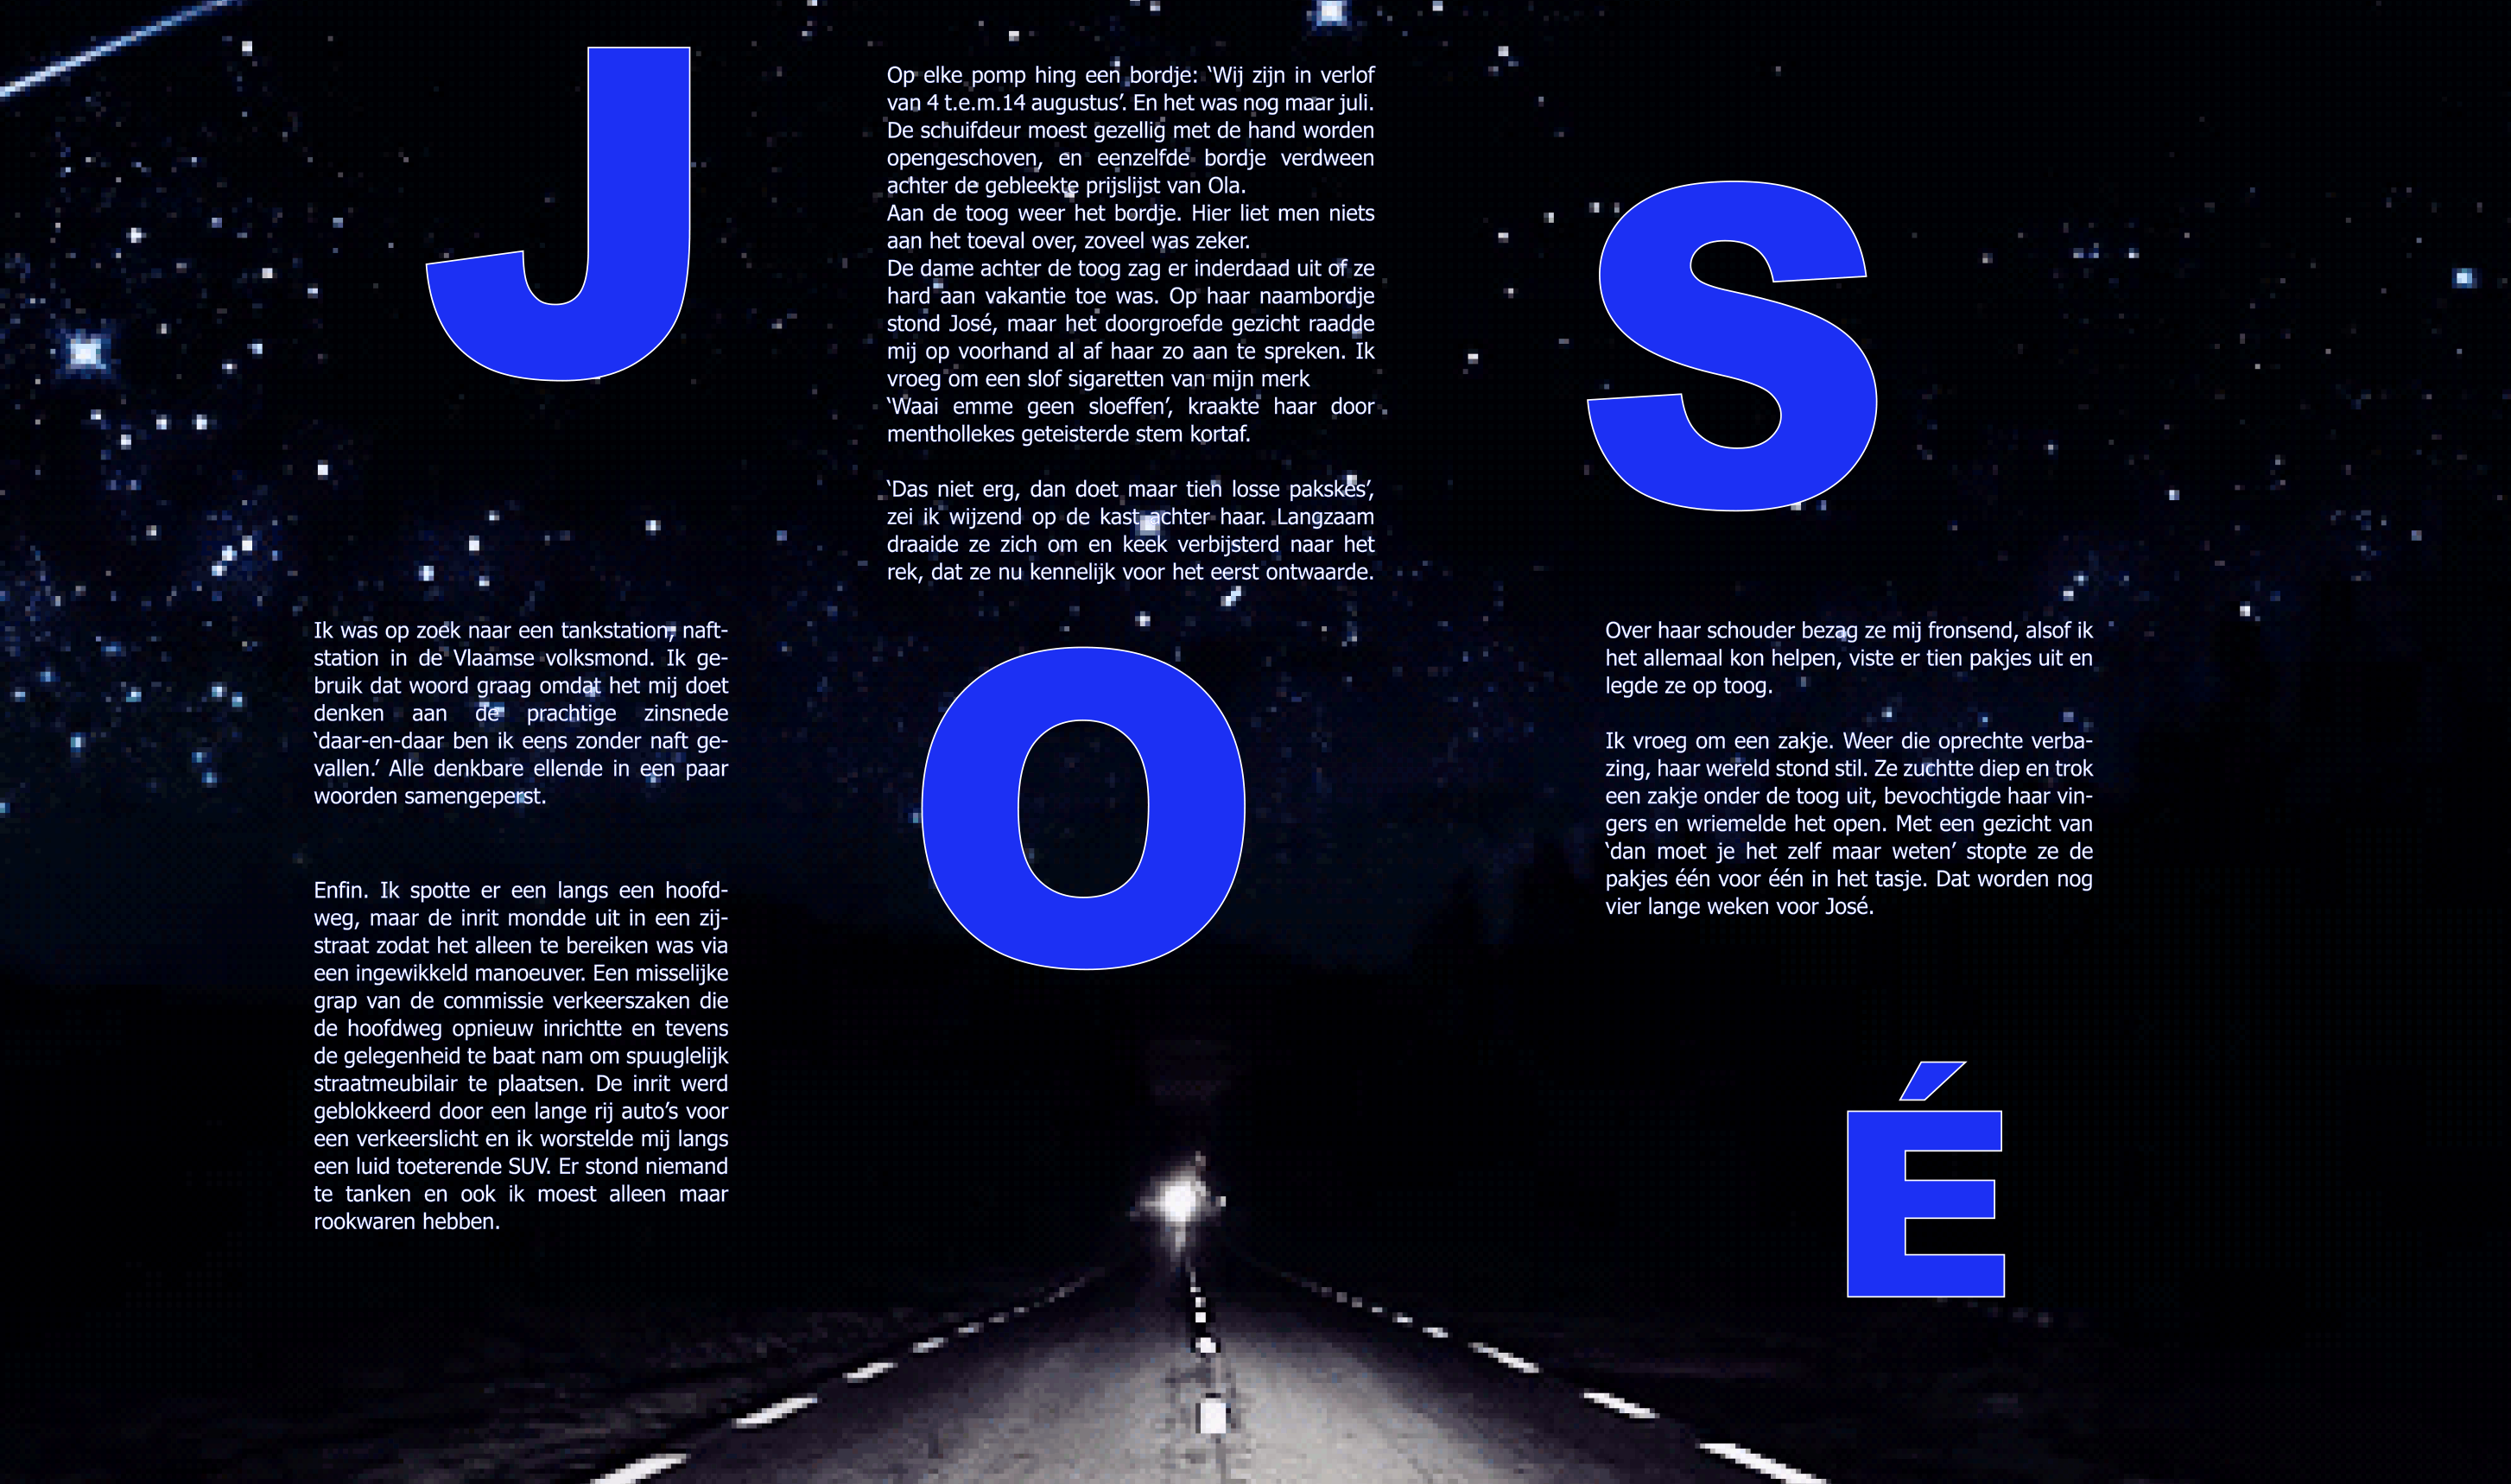 J
Ik was op zoek naar een tankstation, naft-
station in de Vlaamse volksmond. Ik ge-
bruik dat woord graag omdat het mij doet
denken aan de prachtige zinsnede
‘daar-en-daar ben ik eens zonder naft ge-
vallen.’ Alle denkbare ellende in een paar
woorden samengeperst.
Enfin. Ik spotte er een langs een hoofd-
weg, maar de inrit mondde uit in een zij-
straat zodat het alleen te bereiken was via
een ingewikkeld manoeuver. Een misselijke
grap van de commissie verkeerszaken die
de hoofdweg opnieuw inrichtte en tevens
de gelegenheid te baat nam om spuuglelijk
straatmeubilair te plaatsen. De inrit werd
geblokkeerd door een lange rij auto’s voor
een verkeerslicht en ik worstelde mij langs
een luid toeterende SUV. Er stond niemand
te tanken en ook ik moest alleen maar
rookwaren hebben.
Op elke pomp hing een bordje: ‘Wij zijn in verlof
van 4 t.e.m.14 augustus’. En het was nog maar juli.
De schuifdeur moest gezellig met de hand worden
opengeschoven, en eenzelfde bordje verdween
achter de gebleekte prijslijst van Ola.
Aan de toog weer het bordje. Hier liet men niets
aan het toeval over, zoveel was zeker.
De dame achter de toog zag er inderdaad uit of ze
hard aan vakantie toe was. Op haar naambordje
stond José, maar het doorgroefde gezicht raadde
mij op voorhand al af haar zo aan te spreken. Ik
vroeg om een slof sigaretten van mijn merk
‘Waai emme geen sloeffen’, kraakte haar door
menthollekes geteisterde stem kortaf.
‘Das niet erg, dan doet maar tien losse pakskes’,
zei ik wijzend op de kast achter haar. Langzaam
draaide ze zich om en keek verbijsterd naar het
rek, dat ze nu kennelijk voor het eerst ontwaarde.
O
S
Over haar schouder bezag ze mij fronsend, alsof ik
het allemaal kon helpen, viste er tien pakjes uit en
legde ze op toog.
Ik vroeg om een zakje. Weer die oprechte verba-
zing, haar wereld stond stil. Ze zuchtte diep en trok
een zakje onder de toog uit, bevochtigde haar vin-
gers en wriemelde het open. Met een gezicht van
‘dan moet je het zelf maar weten’ stopte ze de
pakjes één voor één in het tasje. Dat worden nog
vier lange weken voor José.
É